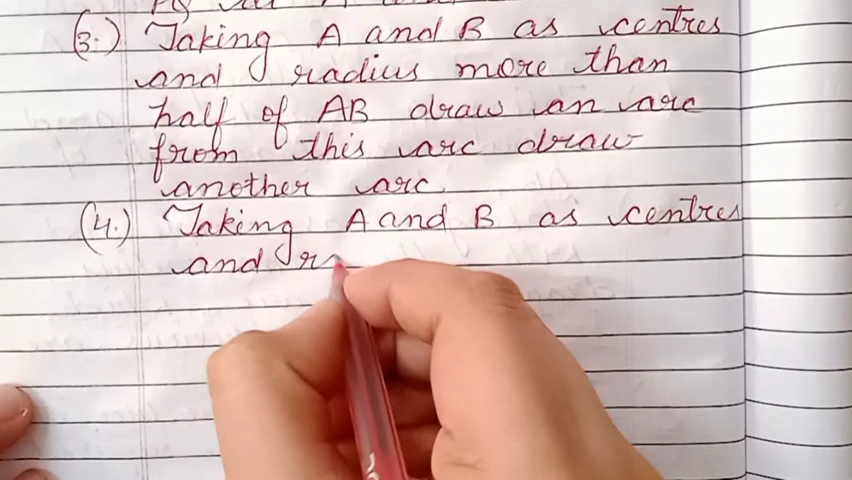 (3.) Taking A and B as centres
and radius more than
half of AB draw an arc
from this arc draw
another arc.
(4.) Taking A and B as centres
and r